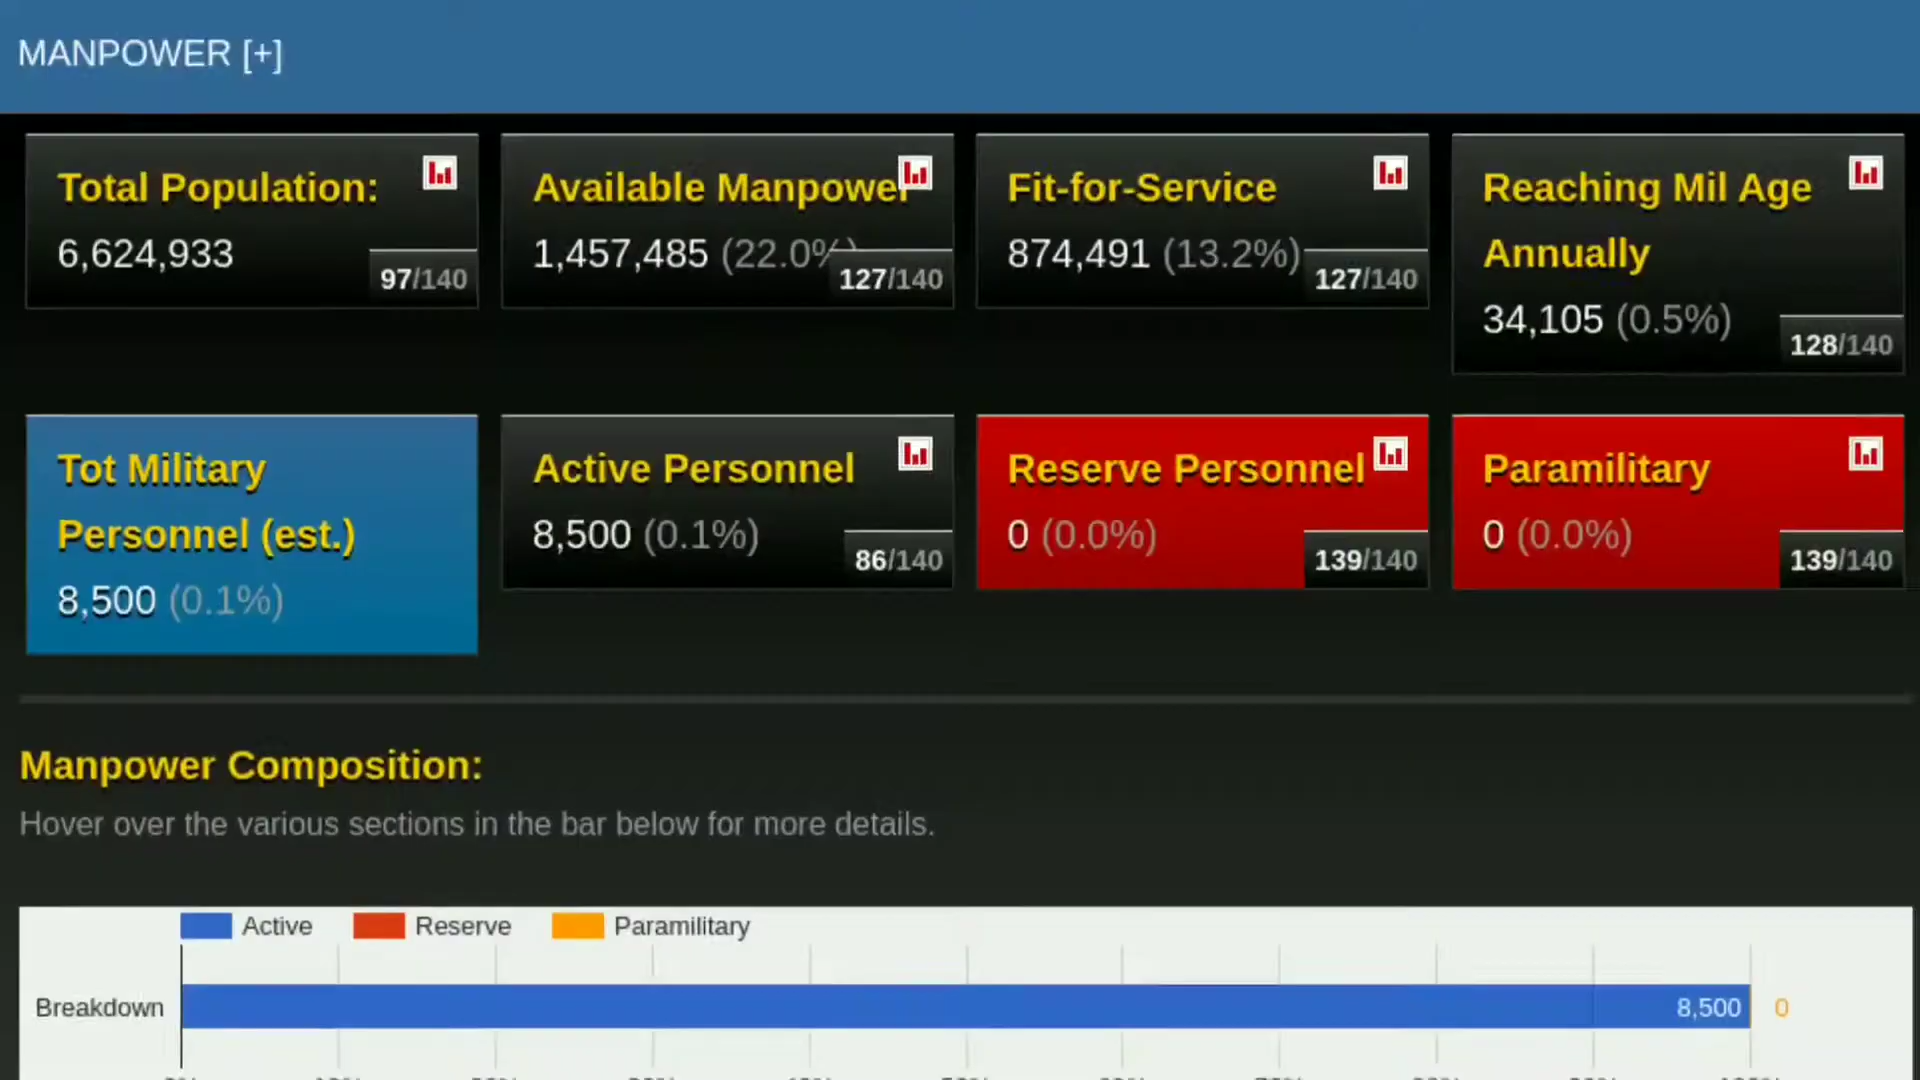 MANPOWER [+]
Total Population:
6,624,933
97/140
Available Manpower
1,457,485 (22.0%)
127/140
Fit-for-Service
874,491 (13.2%)
127/140
Reaching Mil Age
Annually
34,105 (0.5%)
128/140
Tot Military
Personnel (est.)
8,500 (0.1%)
Active Personnel
8,500 (0.1%)
86/140
Reserve Personnel
0 (0.0%)
139/140
Paramilitary
0 (0.0%)
139/140
Manpower Composition:
Hover over the various sections in the bar below for more details.
Active Reserve Paramilitary
Breakdown 8,500 0